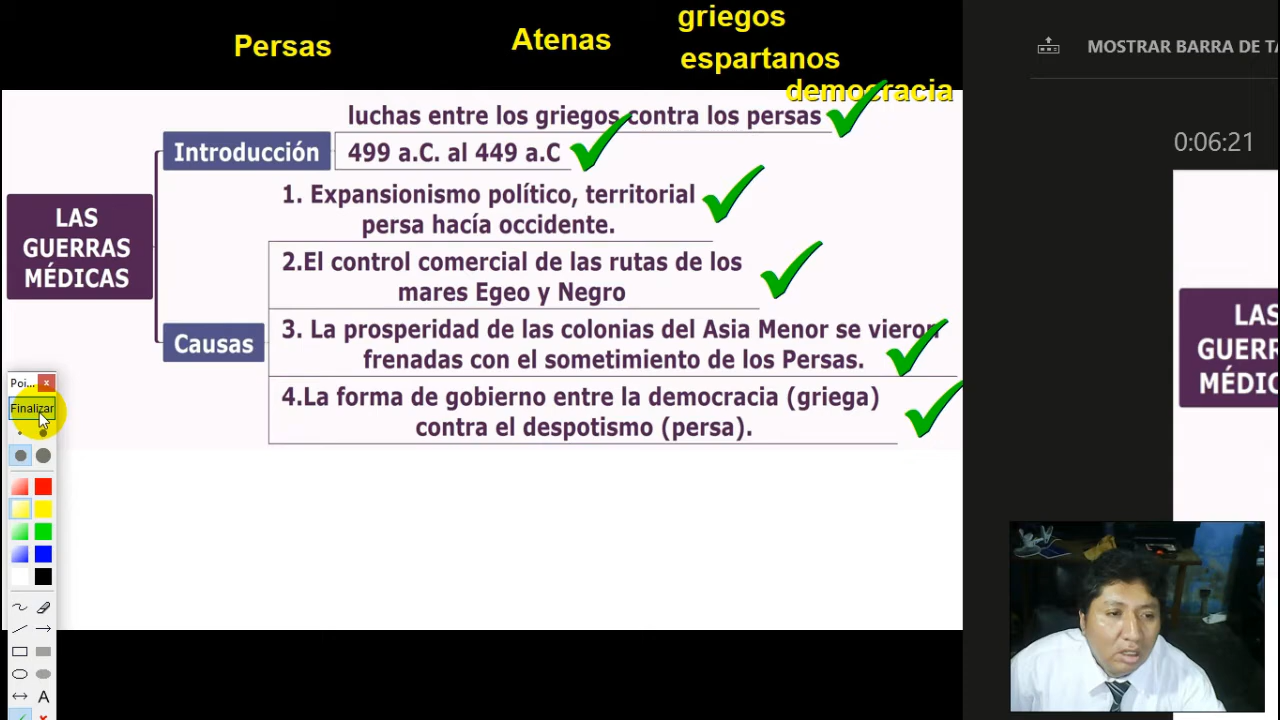 Persas
Atenas
griegos
espartanos
democracia
MOSTRAR BARRA DE TA
0:06:21
luchas entre los griegos contra los persas
Introducción
499 a.C. al 449 a.C
LAS
GUERRAS
MÉDICAS
1. Expansionismo político, territorial
persa hacía occidente.
2.El control comercial de las rutas de los
mares Egeo y Negro
Causas
3. La prosperidad de las colonias del Asia Menor se vieron
frenadas con el sometimiento de los Persas.
4.La forma de gobierno entre la democracia (griega)
contra el despotismo (persa).
Poi...
Finalizar
A
LAS
GUERR
MÉDIC